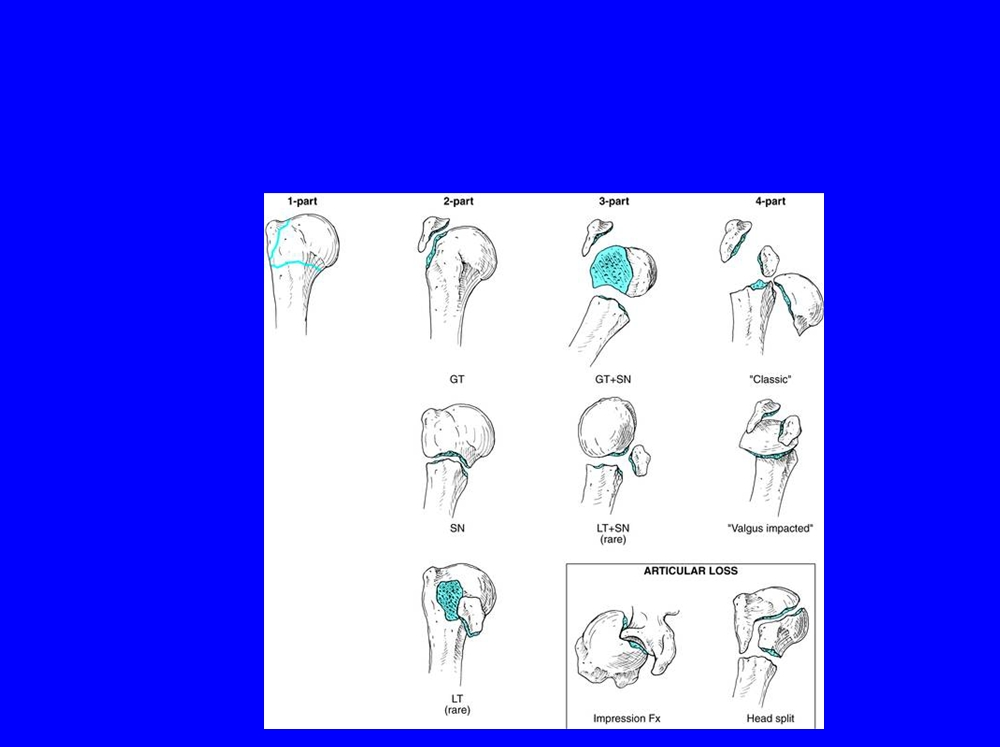 1-part 2-part 3-part 4-part
GT GT+SN "Classic"
SN LT+SN "Valgus impacted"
(rare)
ARTICULAR LOSS
LT Impression Fx Head split
(rare)